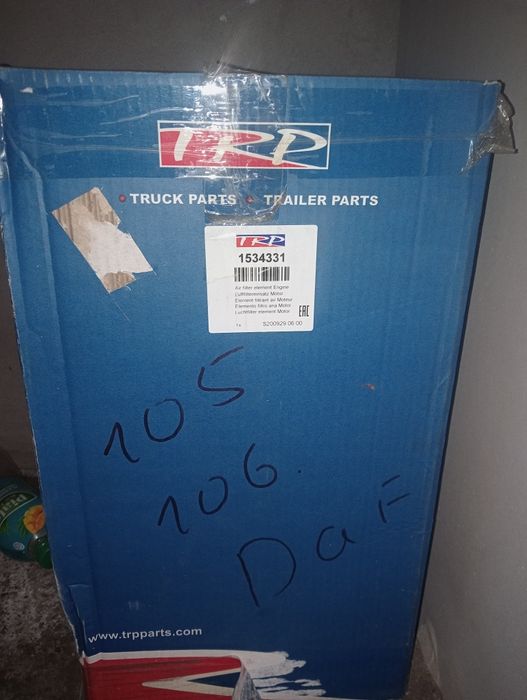 TRP
TRUCK PARTS • TRAILER PARTS
TRP
1534331
Air filter element Engine
Luftfiltereinsatz Motor
Element filtrant air Moteur
Elemento filtro aria Motor
Luchtfilter element Motor
EAC
1x S200929 06 00
105
106.
DaF
www.trpparts.com